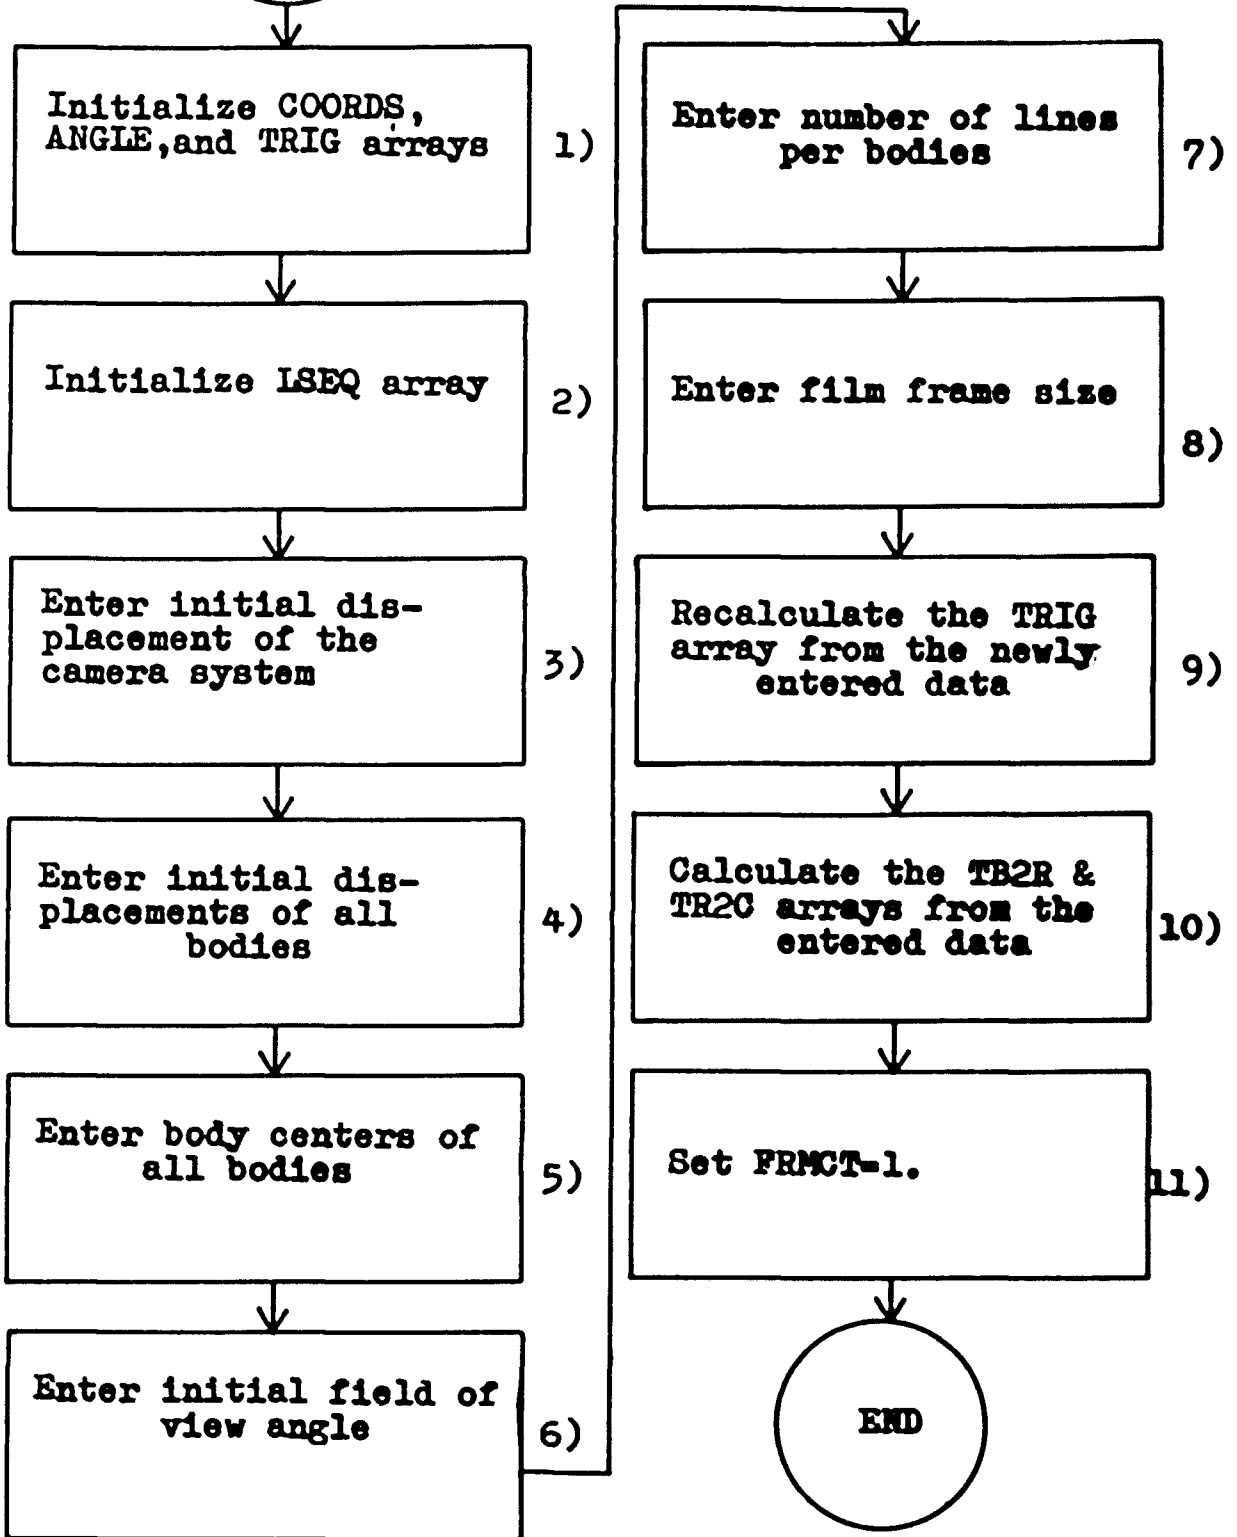 Initialize COORDS,
ANGLE,and TRIG arrays
1)
Initialize LSEQ array
2)
Enter initial dis-
placement of the
camera system
3)
Enter initial dis-
placements of all
bodies
4)
Enter body centers of
all bodies
5)
Enter initial field of
view angle
6)
Enter number of lines
per bodies
7)
Enter film frame size
8)
Recalculate the TRIG
array from the newly
entered data
9)
Calculate the TB2R &
TR2C arrays from the
entered data
10)
Set FRMCT=1.
11)
END